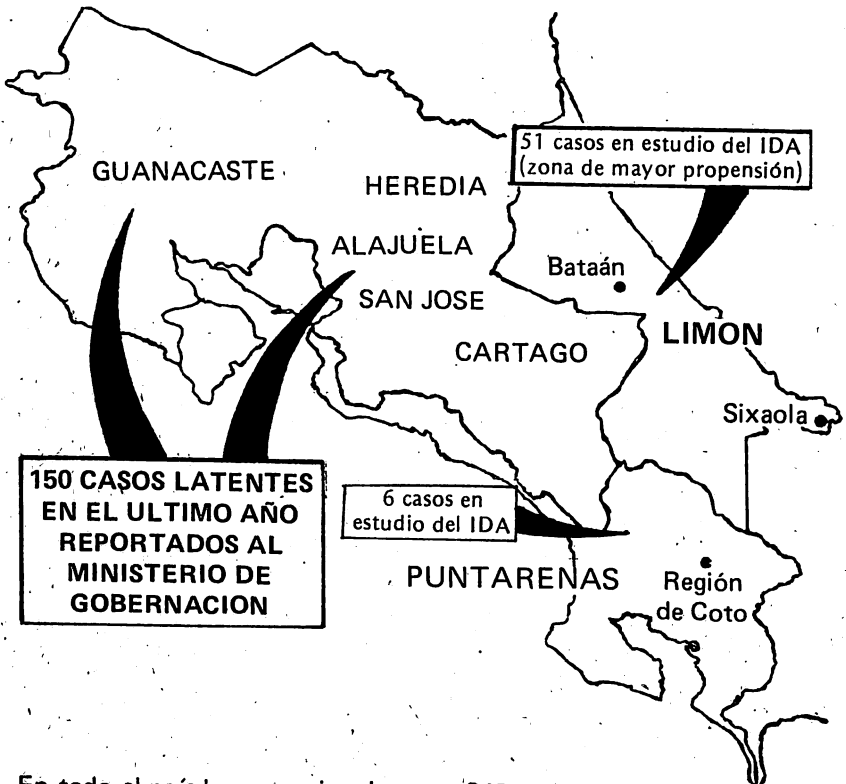 51 casos en estudio del IDA
(zona de mayor propensión)
GUANACASTE
HEREDIA
ALAJUELA
Bataán
SAN JOSE
LIMON
CARTAGO
Sixaola
150 CASOS LATENTES
EN EL ULTIMO AÑO
REPORTADOS AL
MINISTERIO DE
GOBERNACION
6 casos en
estudio del IDA
PUNTARENAS
Región
de Coto
En todo el país